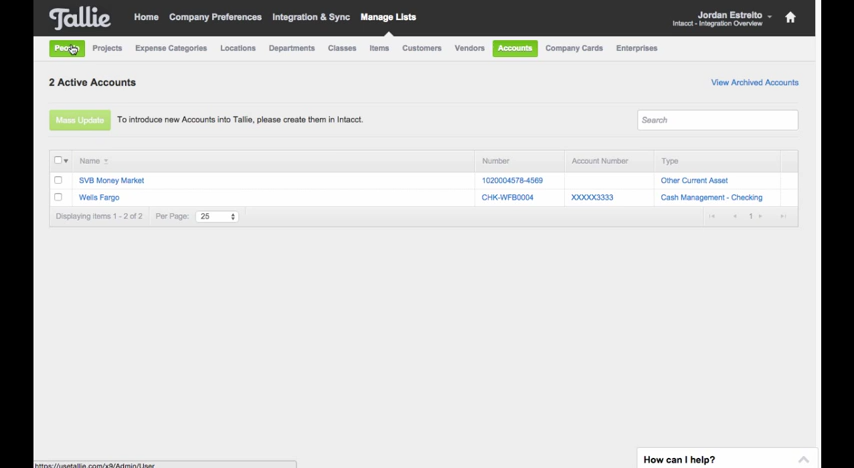 Tallie Home Company Preferences Integration & Sync Manage Lists Jordan Estreito
Intacct - Integration Overview
People Projects Expense Categories Locations Departments Classes Items Customers Vendors Accounts Company Cards Enterprises
2 Active Accounts View Archived Accounts
Mass Update To introduce new Accounts into Tallie, please create them in Intacct. Search
Name Number Account Number Type
SVB Money Market 1020004578-4569 Other Current Asset
Wells Fargo CHK-WFB0004 XXXXX3333 Cash Management - Checking
Displaying items 1 - 2 of 2 Per Page: 25 1
How can I help?
https://usetallie.com/x9/Admin/User